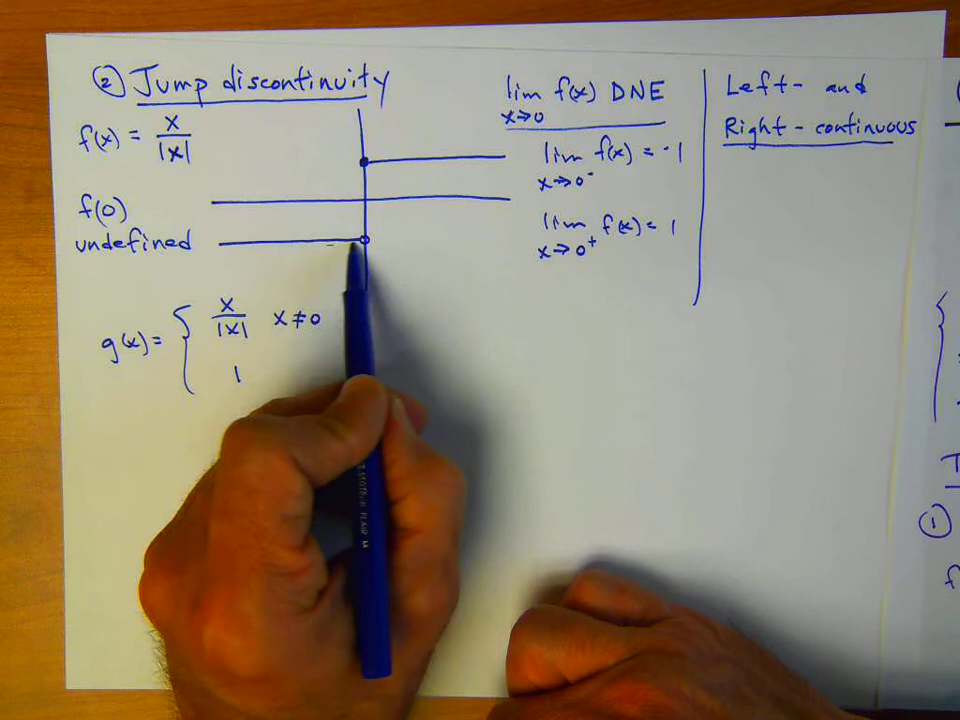 ② Jump discontinuity
f(x) = x/|x|
f(0)
undefined
g(x) = { x/|x| x≠0
1
lim f(x) DNE
x→0
lim f(x) = -1
x→0⁻
lim f(x) = 1
x→0⁺
Left- and
Right-continuous
①
f